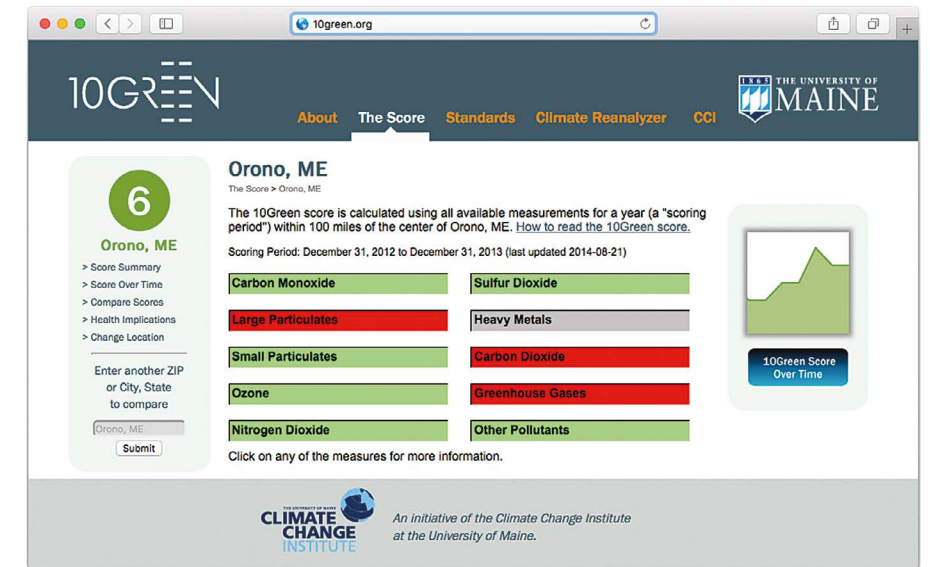 10green.org
10GREEN
About The Score Standards Climate Reanalyzer CCI
1865 THE UNIVERSITY OF
MAINE
6
Orono, ME
> Score Summary
> Score Over Time
> Compare Scores
> Health Implications
> Change Location
Enter another ZIP
or City, State
to compare
Orono, ME
Submit
Orono, ME
The Score > Orono, ME
The 10Green score is calculated using all available measurements for a year (a "scoring
period") within 100 miles of the center of Orono, ME. How to read the 10Green score.
Scoring Period: December 31, 2012 to December 31, 2013 (last updated 2014-08-21)
Carbon Monoxide
Sulfur Dioxide
Large Particulates
Heavy Metals
Small Particulates
Carbon Dioxide
Ozone
Greenhouse Gases
Nitrogen Dioxide
Other Pollutants
Click on any of the measures for more information.
10Green Score
Over Time
THE UNIVERSITY OF MAINE
CLIMATE
CHANGE
INSTITUTE
An initiative of the Climate Change Institute
at the University of Maine.